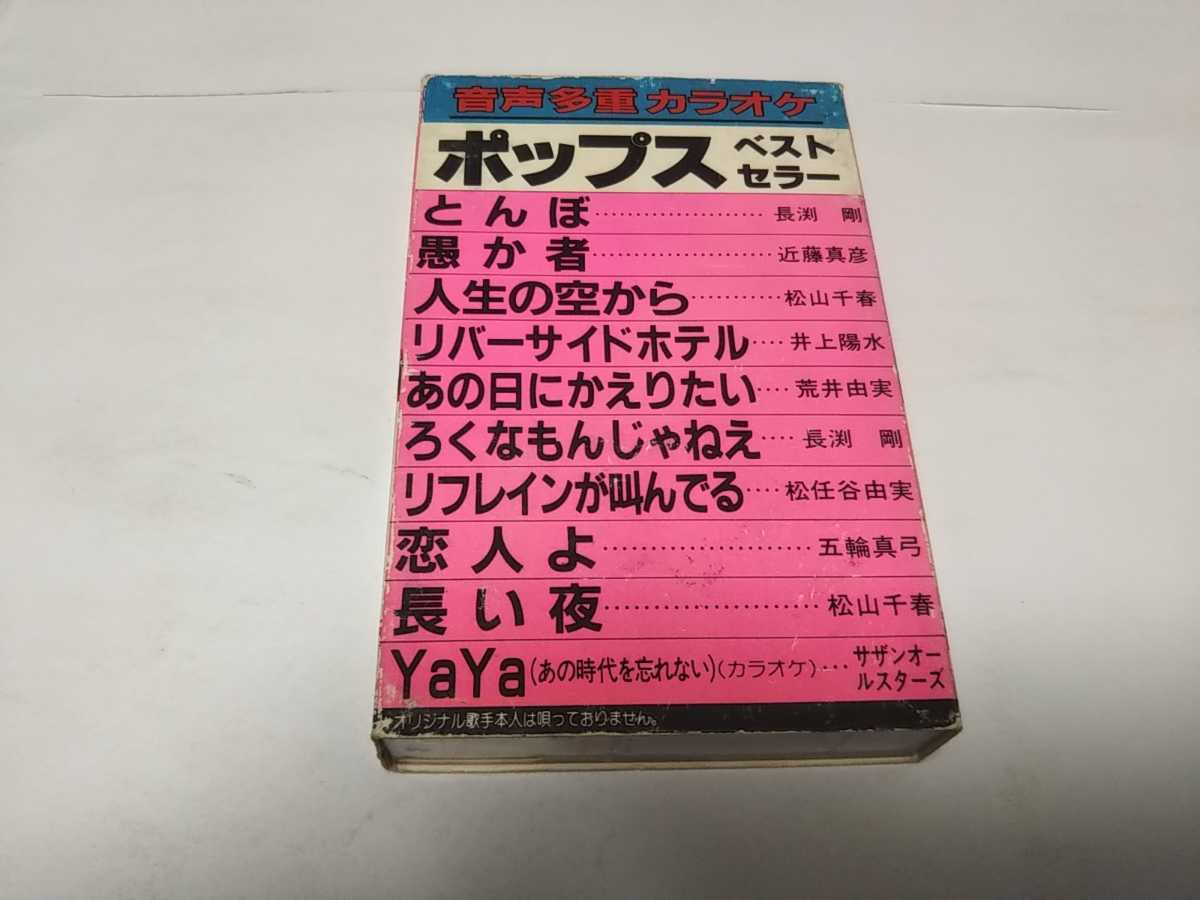 音声多重カラオケ
ポップス ベストセラー
とんぼ…………………… 長渕 剛
愚か者…………………… 近藤真彦
人生の空から………… 松山千春
リバーサイドホテル…… 井上陽水
あの日にかえりたい…… 荒井由実
ろくなもんじゃねえ…… 長渕 剛
リフレインが叫んでる…… 松任谷由実
恋人よ…………………… 五輪真弓
長い夜…………………… 松山千春
YaYa(あの時代を忘れない)(カラオケ)… サザンオールスターズ
オリジナル歌手本人は唄っておりません。